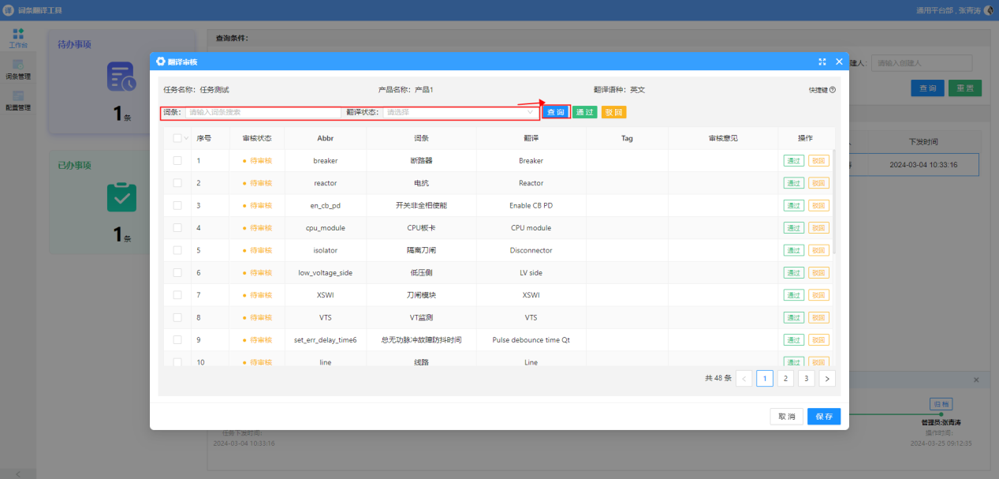 译 词条翻译工具 通用平台部 , 张青涛
工作台
词条管理
配置管理
待办事项
1条
已办事项
1条
查询条件:
建人: 请输入创建人
查 询 重 置
下发时间
2024-03-04 10:33:16
翻译审核
任务名称: 任务测试 产品名称: 产品1 翻译语种: 英文 快捷键
词条: 请输入词条搜索 翻译状态: 请选择 查 询 通 过 驳 回
序号 审核状态 Abbr 词条 翻译 Tag 审核意见 操作
1 待审核 breaker 断路器 Breaker 通过 驳回
2 待审核 reactor 电抗 Reactor 通过 驳回
3 待审核 en_cb_pd 开关非全相使能 Enable CB PD 通过 驳回
4 待审核 cpu_module CPU板卡 CPU module 通过 驳回
5 待审核 isolator 隔离刀闸 Disconnector 通过 驳回
6 待审核 low_voltage_side 低压侧 LV side 通过 驳回
7 待审核 XSWI 刀闸模块 XSWI 通过 驳回
8 待审核 VTS VT监测 VTS 通过 驳回
9 待审核 set_err_delay_time6 总无功脉冲故障防抖时间 Pulse debounce time Qt 通过 驳回
10 待审核 line 线路 Line 通过 驳回
共 48 条 < 1 2 3 >
取 消 保 存
任务下发时间:
2024-03-04 10:33:16
归 档
管理员:张青涛
操作时间:
2024-03-25 09:12:35